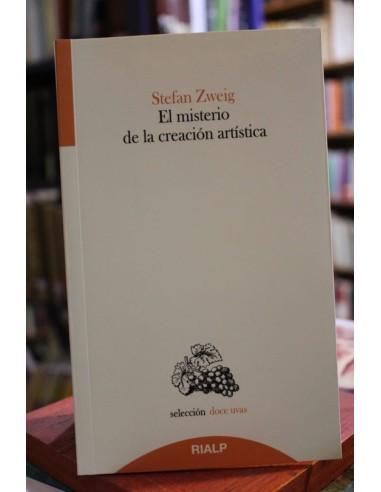 Stefan Zweig
El misterio
de la creación artística
selección doce uvas
RIALP